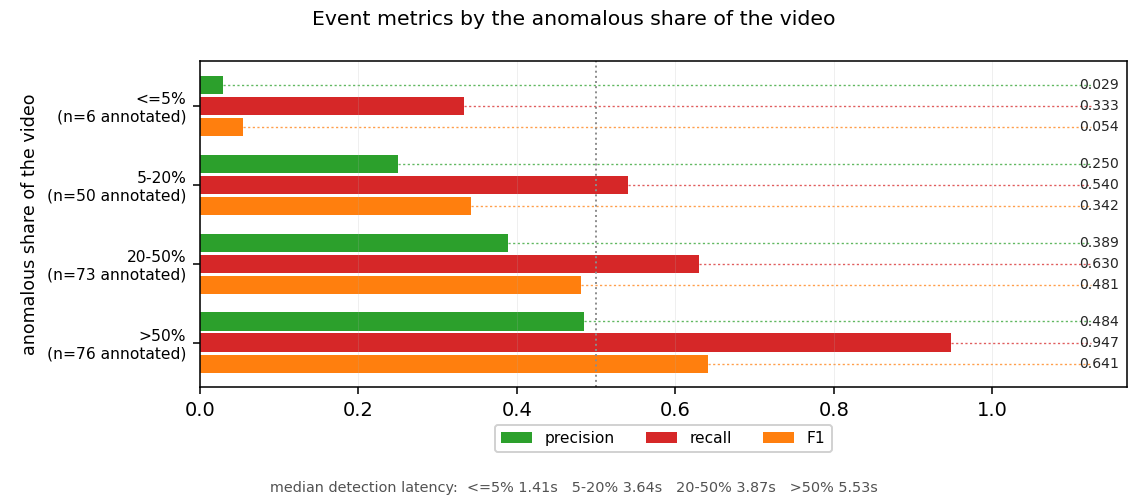 Event metrics by the anomalous share of the video
anomalous share of the video
<=5%
(n=6 annotated)
0.029
0.333
0.054
5-20%
(n=50 annotated)
0.250
0.540
0.342
20-50%
(n=73 annotated)
0.389
0.630
0.481
>50%
(n=76 annotated)
0.484
0.947
0.641
0.0 0.2 0.4 0.6 0.8 1.0
precision recall F1
median detection latency: <=5% 1.41s 5-20% 3.64s 20-50% 3.87s >50% 5.53s